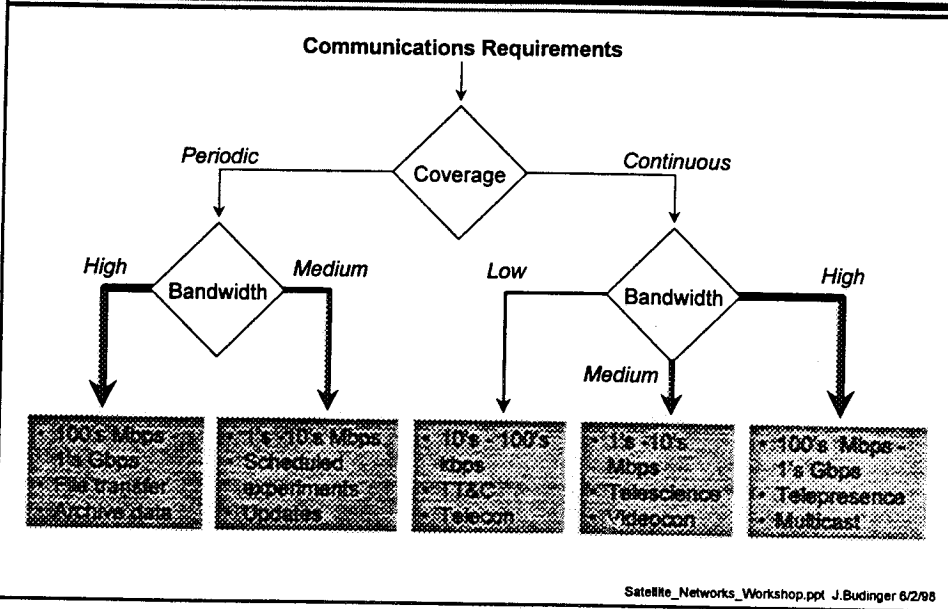 Communications Requirements
Coverage
Periodic
Continuous
High
Bandwidth
Medium
Low
Bandwidth
High
Medium
• 100's Mbps -
1's Gbps
• File transfer
• Archive data
• 1's -10's Mbps
• Scheduled
experiments
• Updates
• 10's - 100's
kbps
• TT&C
• Telecon
• 1's -10's
Mbps
• Telescience
• Videocon
• 100's Mbps -
1's Gbps
• Telepresence
• Multicast
Satellite_Networks_Workshop.ppt J.Budinger 6/2/98